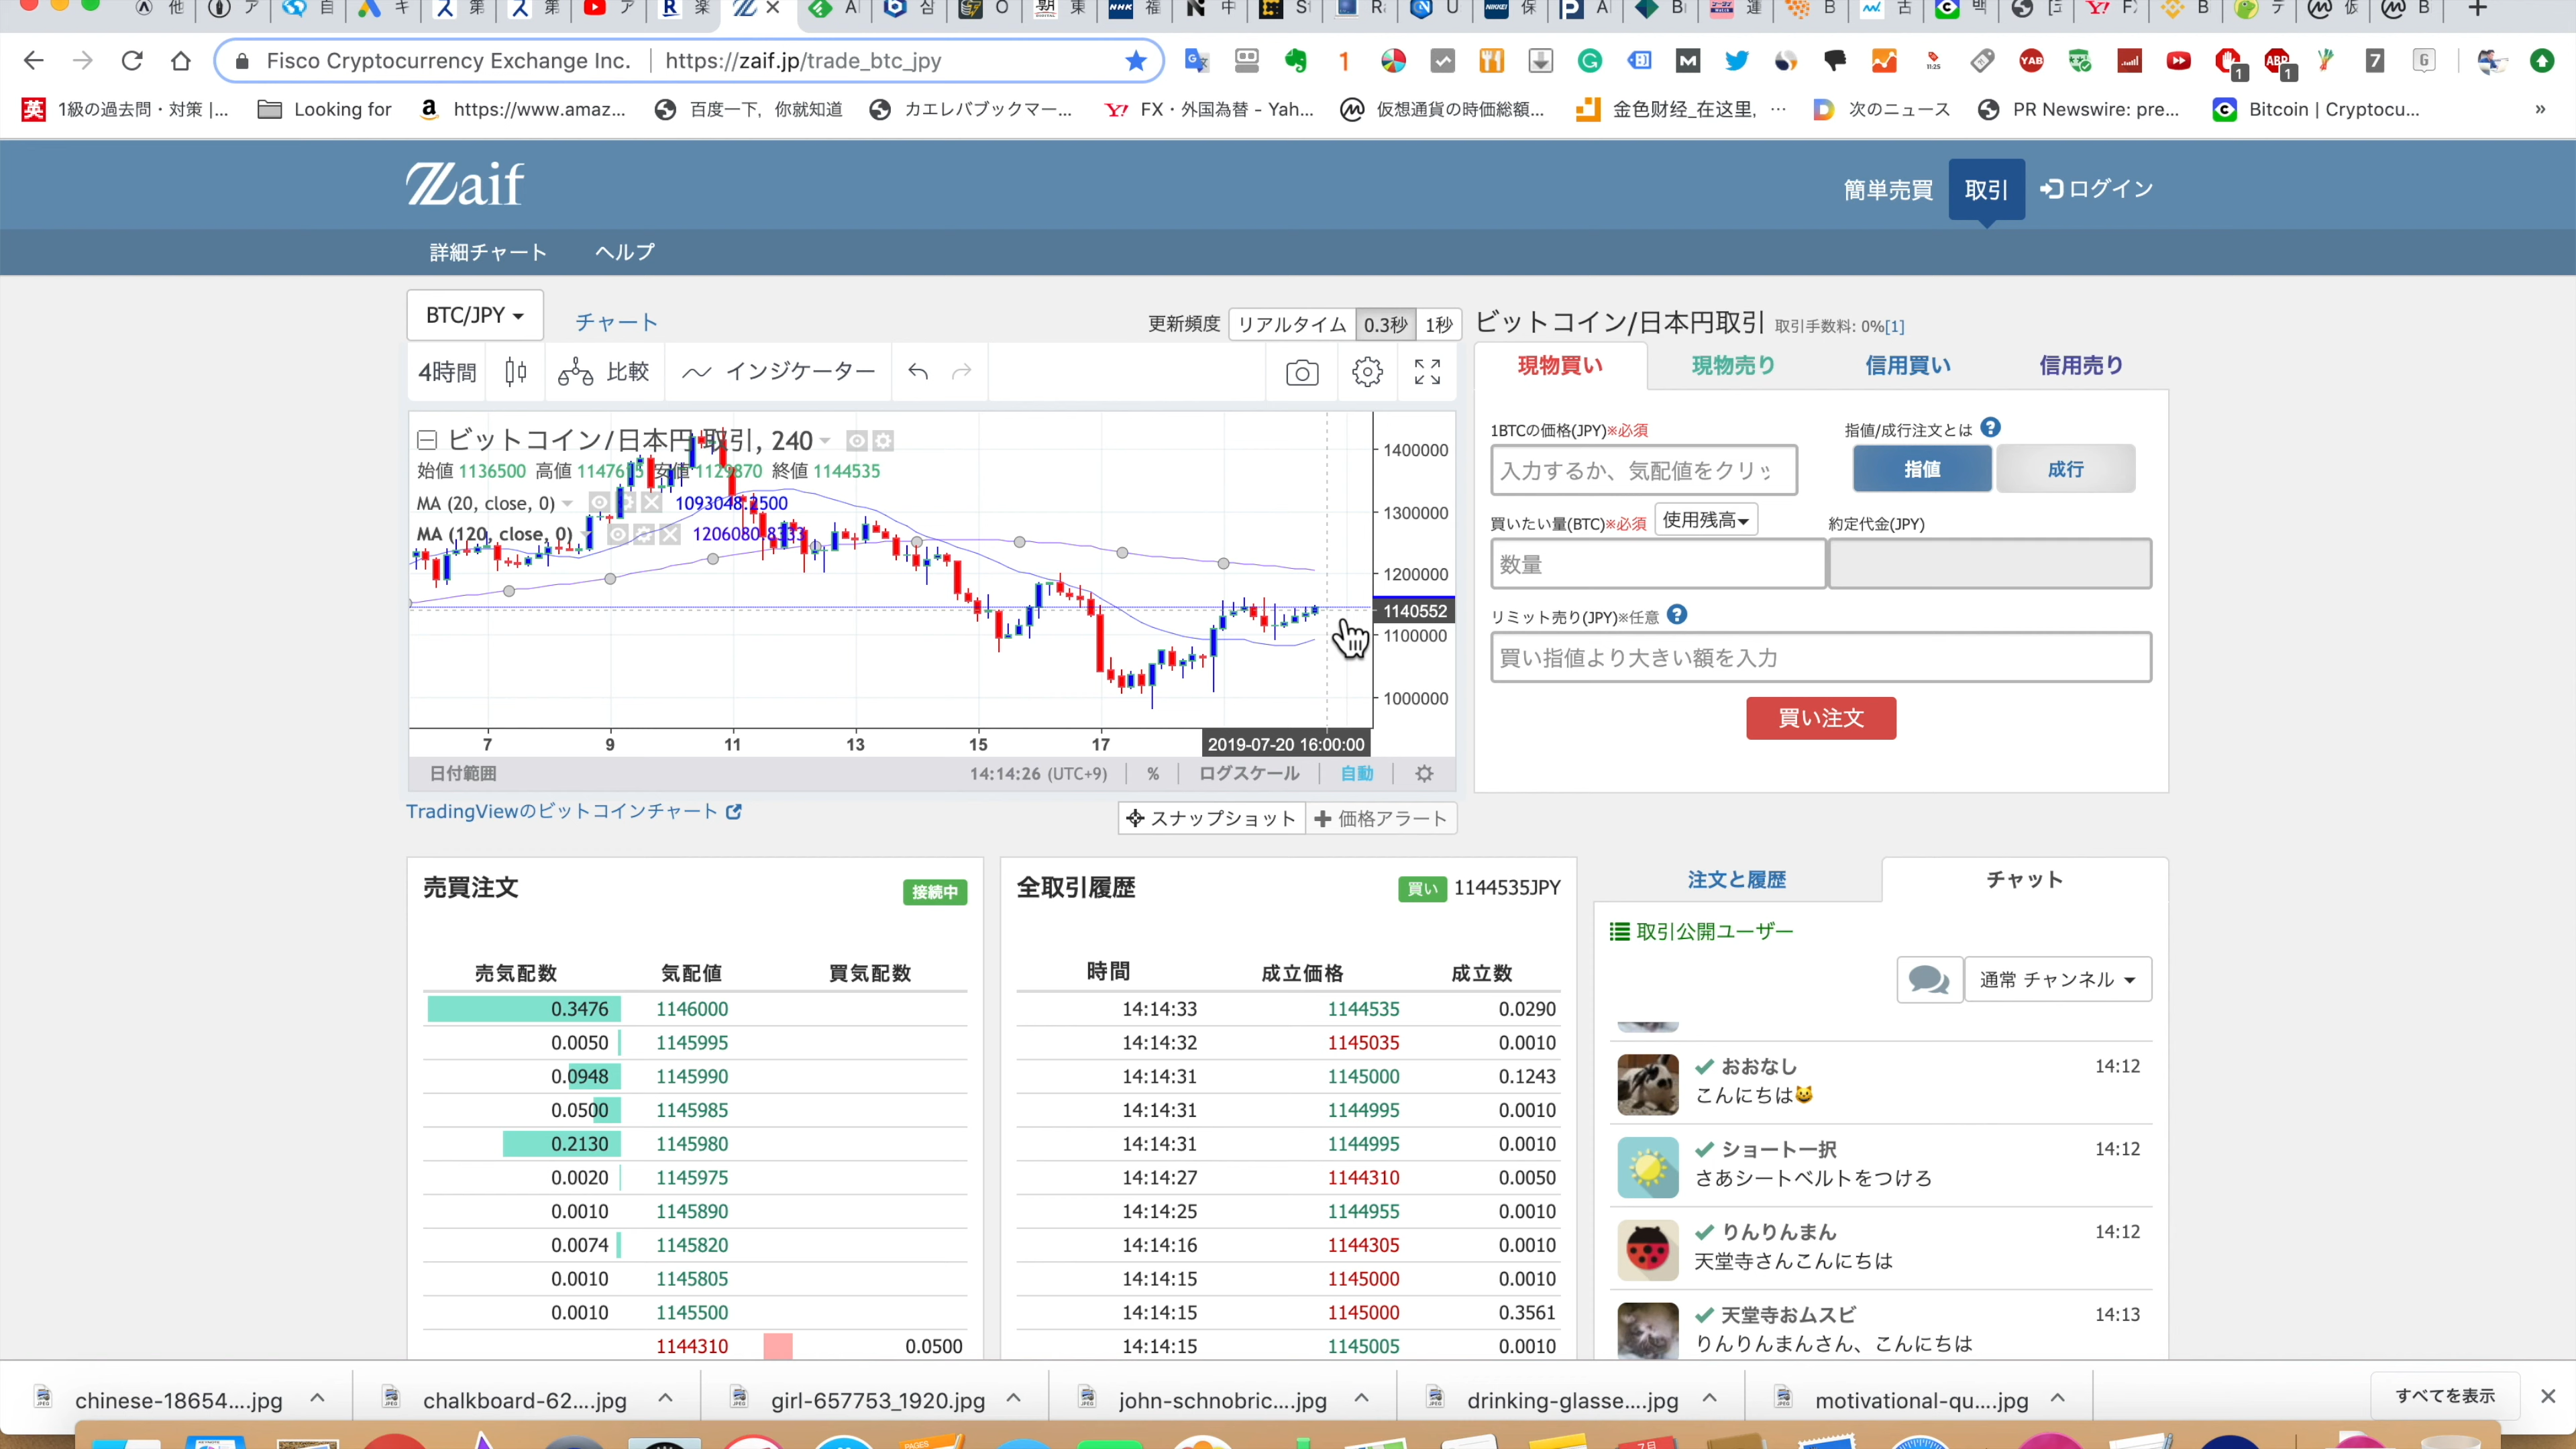 Fisco Cryptocurrency Exchange Inc. https://zaif.jp/trade_btc_jpy
1級の過去問・対策 |... Looking for https://www.amaz... 百度一下，你就知道 カエレバブックマー... FX・外国為替 - Yah... 仮想通貨の時価総額... 金色财经_在这里, ... 次のニュース PR Newswire: pre... Bitcoin | Cryptocu... »
Zaif
簡単売買 取引 ログイン
詳細チャート ヘルプ
BTC/JPY チャート 更新頻度 リアルタイム 0.3秒 1秒
ビットコイン/日本円取引 取引手数料: 0%[1]
4時間 比較 インジケーター
現物買い 現物売り 信用買い 信用売り
ビットコイン/日本円 取引, 240
始値 1136500 高値 1147615 安値 1129870 終値 1144535
MA (20, close, 0) 1093048.2500
MA (120, close, 0) 1206080.8333
1400000
1300000
1200000
1140552
1100000
1000000
7 9 11 13 15 17 2019-07-20 16:00:00
日付範囲 14:14:26 (UTC+9) % ログスケール 自動
TradingViewのビットコインチャート
スナップショット 価格アラート
1BTCの価格(JPY)※必須 指値/成行注文とは
入力するか、気配値をクリッ 指値 成行
買いたい量(BTC)※必須 使用残高 約定代金(JPY)
数量
リミット売り(JPY)※任意
買い指値より大きい額を入力
買い注文
売買注文 接続中
売気配数 気配値 買気配数
0.3476 1146000
0.0050 1145995
0.0948 1145990
0.0500 1145985
0.2130 1145980
0.0020 1145975
0.0010 1145890
0.0074 1145820
0.0010 1145805
0.0010 1145500
1144310 0.0500
全取引履歴 買い 1144535JPY
時間 成立価格 成立数
14:14:33 1144535 0.0290
14:14:32 1145035 0.0010
14:14:31 1145000 0.1243
14:14:31 1144995 0.0010
14:14:31 1144995 0.0010
14:14:27 1144310 0.0050
14:14:25 1144955 0.0010
14:14:16 1144305 0.0010
14:14:15 1145000 0.0010
14:14:15 1145000 0.3561
14:14:15 1145005 0.0010
注文と履歴 チャット
取引公開ユーザー
通常 チャンネル
おおなし 14:12
こんにちは😺
ショート一択 14:12
さあシートベルトをつけろ
りんりんまん 14:12
天堂寺さんこんにちは
天堂寺おムスビ 14:13
りんりんまんさん、こんにちは
chinese-18654....jpg chalkboard-62....jpg girl-657753_1920.jpg john-schnobric....jpg drinking-glasse....jpg motivational-qu....jpg すべてを表示